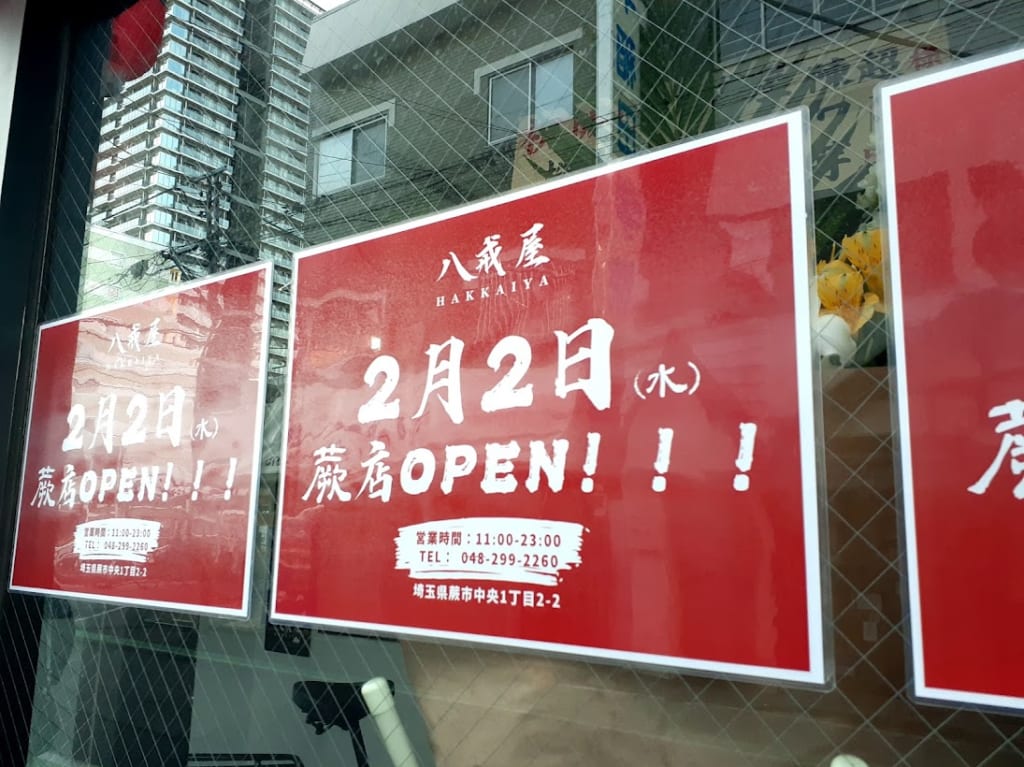 八戒屋
HAKKAIYA
2月2日(水)
蕨店OPEN!!!
営業時間:11:00-23:00
TEL: 048-299-2260
埼玉県蕨市中央1丁目2-2
八戒屋
HAKKAIYA
2月2日(水)
蕨店OPEN!!!
営業時間:11:00-23:00
TEL: 048-299-2260
埼玉県蕨市中央1丁目2-2
蕨